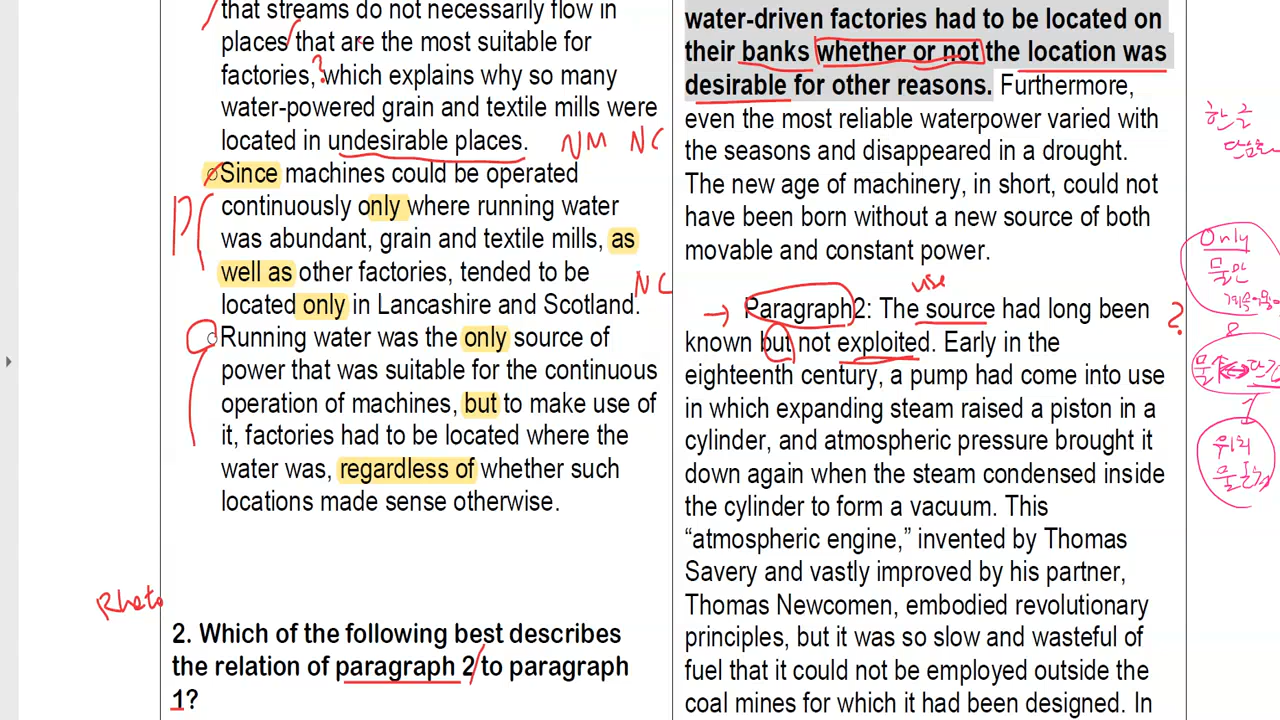 that streams do not necessarily flow in
places that are the most suitable for
factories, which explains why so many
water-powered grain and textile mills were
located in undesirable places. NM NC
Since machines could be operated
continuously only where running water
was abundant, grain and textile mills, as
well as other factories, tended to be
located only in Lancashire and Scotland. NC
Running water was the only source of
power that was suitable for the continuous
operation of machines, but to make use of
it, factories had to be located where the
water was, regardless of whether such
locations made sense otherwise.
2. Which of the following best describes
the relation of paragraph 2 to paragraph
1?
water-driven factories had to be located on
their banks whether or not the location was
desirable for other reasons. Furthermore,
even the most reliable waterpower varied with
the seasons and disappeared in a drought.
The new age of machinery, in short, could not
have been born without a new source of both
movable and constant power.
use
Paragraph2: The source had long been
known but not exploited. Early in the
eighteenth century, a pump had come into use
in which expanding steam raised a piston in a
cylinder, and atmospheric pressure brought it
down again when the steam condensed inside
the cylinder to form a vacuum. This
“atmospheric engine,” invented by Thomas
Savery and vastly improved by his partner,
Thomas Newcomen, embodied revolutionary
principles, but it was so slow and wasteful of
fuel that it could not be employed outside the
coal mines for which it had been designed. In
한글
only
물만
?